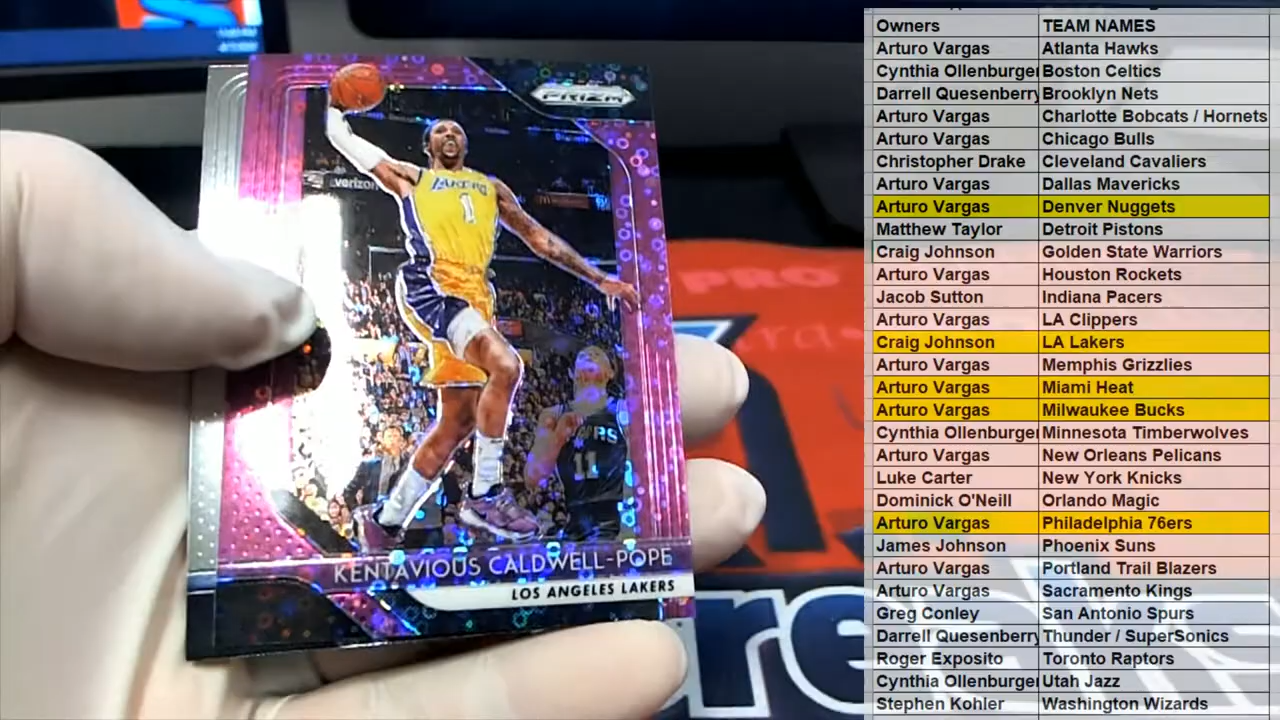 PRIZM
verizon
LAKERS
1
11
KENTAVIOUS CALDWELL-POPE
LOS ANGELES LAKERS
PRO
Owners TEAM NAMES
Arturo Vargas Atlanta Hawks
Cynthia Ollenburger Boston Celtics
Darrell Quesenberry Brooklyn Nets
Arturo Vargas Charlotte Bobcats / Hornets
Arturo Vargas Chicago Bulls
Christopher Drake Cleveland Cavaliers
Arturo Vargas Dallas Mavericks
Arturo Vargas Denver Nuggets
Matthew Taylor Detroit Pistons
Craig Johnson Golden State Warriors
Arturo Vargas Houston Rockets
Jacob Sutton Indiana Pacers
Arturo Vargas LA Clippers
Craig Johnson LA Lakers
Arturo Vargas Memphis Grizzlies
Arturo Vargas Miami Heat
Arturo Vargas Milwaukee Bucks
Cynthia Ollenburger Minnesota Timberwolves
Arturo Vargas New Orleans Pelicans
Luke Carter New York Knicks
Dominick O'Neill Orlando Magic
Arturo Vargas Philadelphia 76ers
James Johnson Phoenix Suns
Arturo Vargas Portland Trail Blazers
Arturo Vargas Sacramento Kings
Greg Conley San Antonio Spurs
Darrell Quesenberry Thunder / SuperSonics
Roger Exposito Toronto Raptors
Cynthia Ollenburger Utah Jazz
Stephen Kohler Washington Wizards